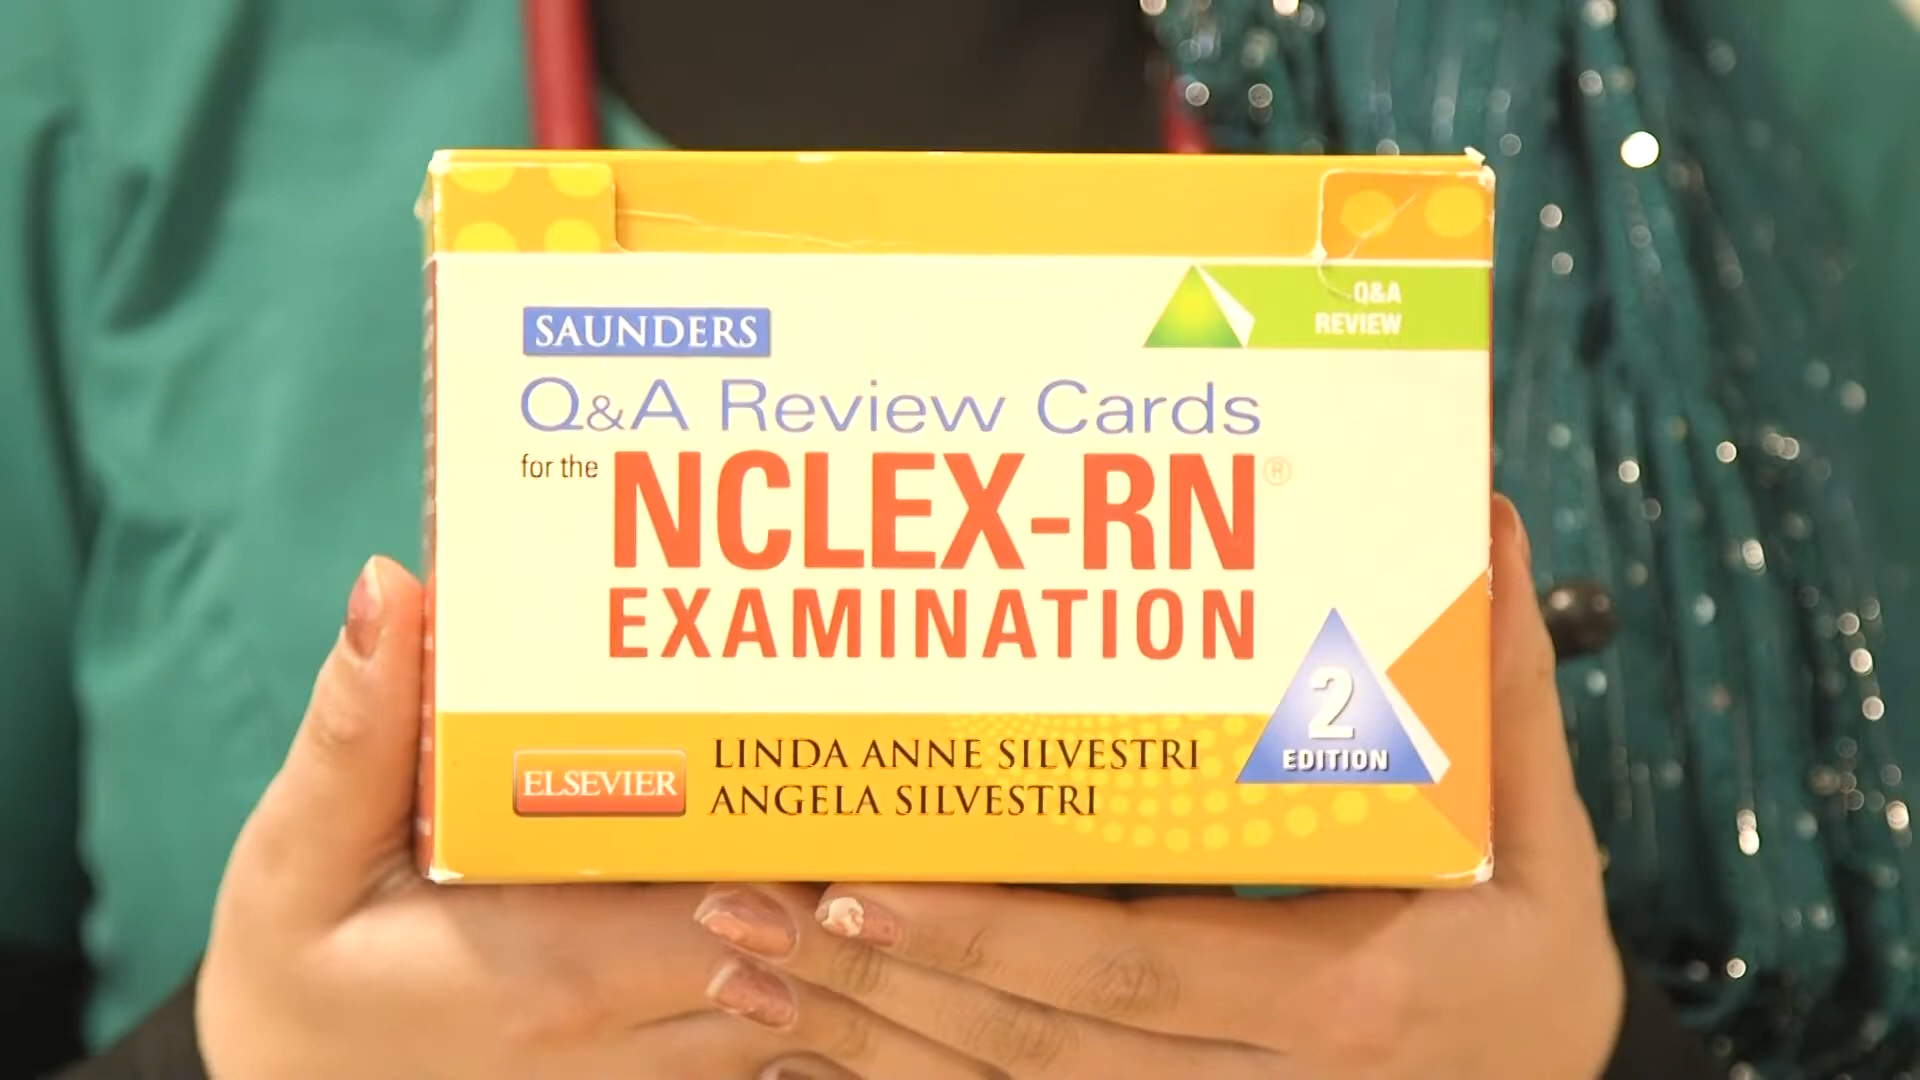 Q&A
REVIEW
SAUNDERS
Q&A Review Cards
for the NCLEX-RN®
EXAMINATION
2
EDITION
ELSEVIER
LINDA ANNE SILVESTRI
ANGELA SILVESTRI